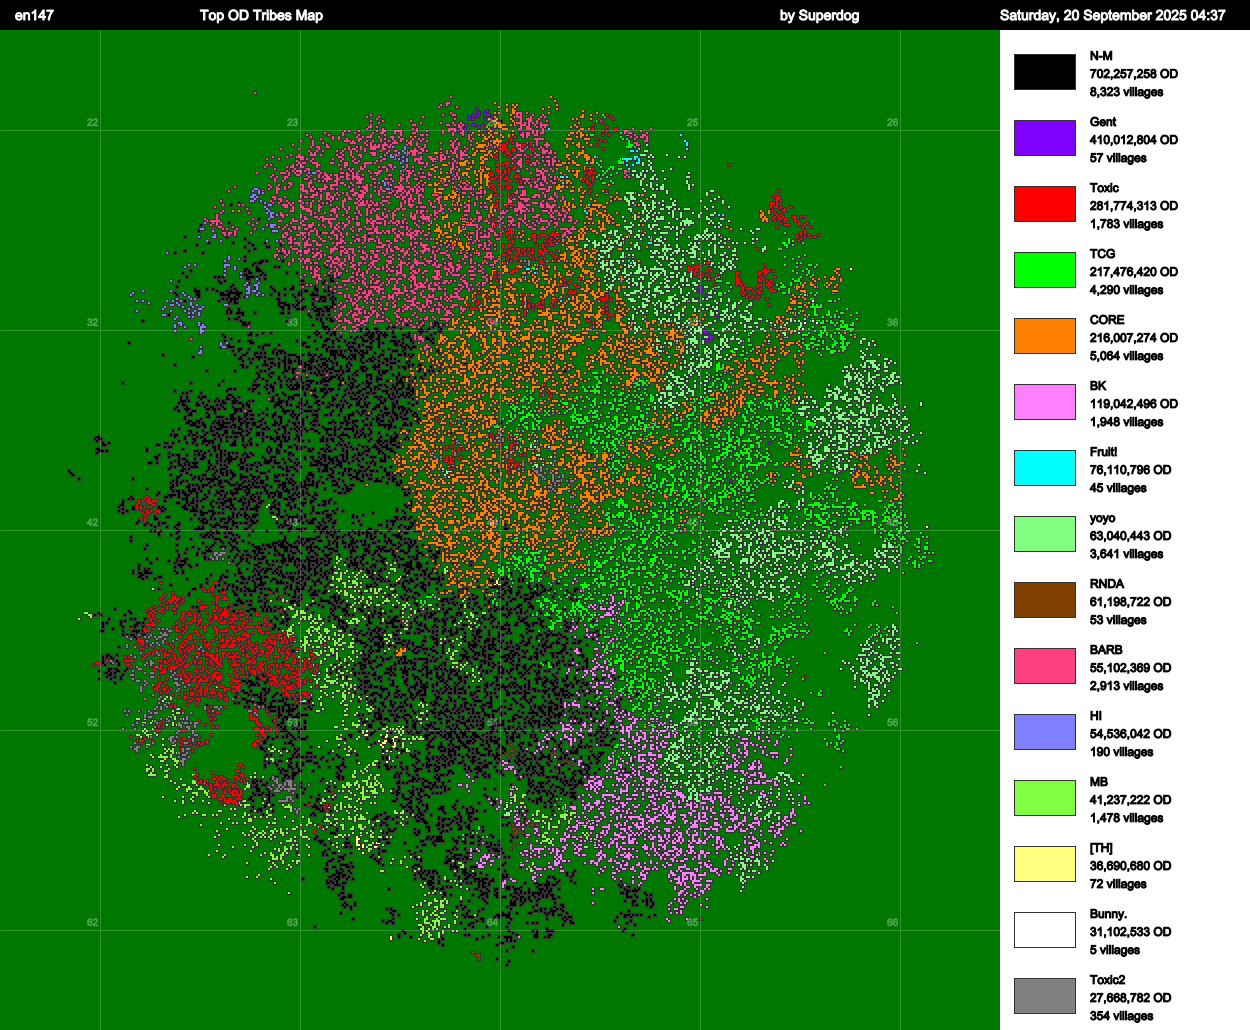 en147 Top OD Tribes Map by Superdog Saturday, 20 September 2025 04:37
N-M
702,257,258 OD
8,323 villages
Gent
410,012,804 OD
57 villages
Toxic
281,774,313 OD
1,783 villages
TCG
217,476,420 OD
4,290 villages
CORE
216,007,274 OD
5,064 villages
BK
119,042,496 OD
1,948 villages
Fruit!
76,110,796 OD
45 villages
yoyo
63,040,443 OD
3,641 villages
RNDA
61,198,722 OD
53 villages
BARB
55,102,369 OD
2,913 villages
HI
54,536,042 OD
190 villages
MB
41,237,222 OD
1,478 villages
[TH]
36,690,680 OD
72 villages
Bunny.
31,102,533 OD
5 villages
Toxic2
27,668,782 OD
354 villages
22 23 25 26
32 33 36
42 43 45
52 53 54 56
62 63 64 65 66